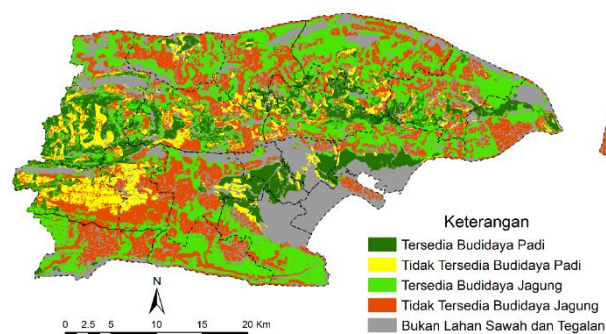 Keterangan
Tersedia Budidaya Padi
Tidak Tersedia Budidaya Padi
Tersedia Budidaya Jagung
Tidak Tersedia Budidaya Jagung
Bukan Lahan Sawah dan Tegalan
N
0 2.5 5 10 15 20 Km